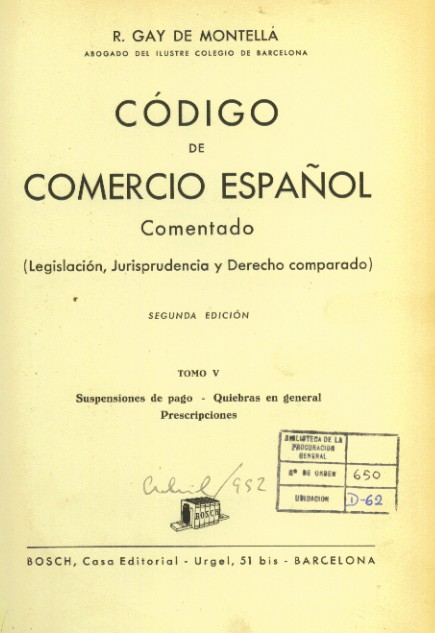 R. GAY DE MONTELLÁ
ABOGADO DEL ILUSTRE COLEGIO DE BARCELONA
CÓDIGO
DE
COMERCIO ESPAÑOL
Comentado
(Legislación, Jurisprudencia y Derecho comparado)
SEGUNDA EDICIÓN
TOMO V
Suspensiones de pago - Quiebras en general
Prescripciones
BIBLIOTECA DE LA
PROCURACION
GENERAL
Nº DE ORDEN 650
UBICACION D-62
/952
BOSCH
BOSCH, Casa Editorial - Urgel, 51 bis - BARCELONA